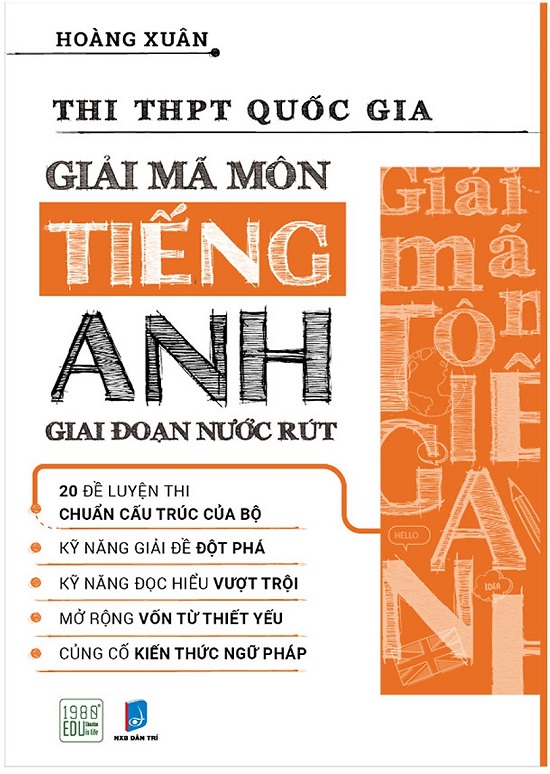 HOÀNG XUÂN
THI THPT QUỐC GIA
GIẢI MÃ MÔN
TIẾNG
ANH
GIAI ĐOẠN NƯỚC RÚT
20 ĐỀ LUYỆN THI
CHUẨN CẤU TRÚC CỦA BỘ
KỸ NĂNG GIẢI ĐỀ ĐỘT PHÁ
KỸ NĂNG ĐỌC HIỂU VƯỢT TRỘI
MỞ RỘNG VỐN TỪ THIẾT YẾU
CỦNG CỐ KIẾN THỨC NGỮ PHÁP
Giải
mã
môn
TIẾNG
ANH
HELLO
IDEA
1980
EDU
Education
is Life
NXB DÂN TRÍ